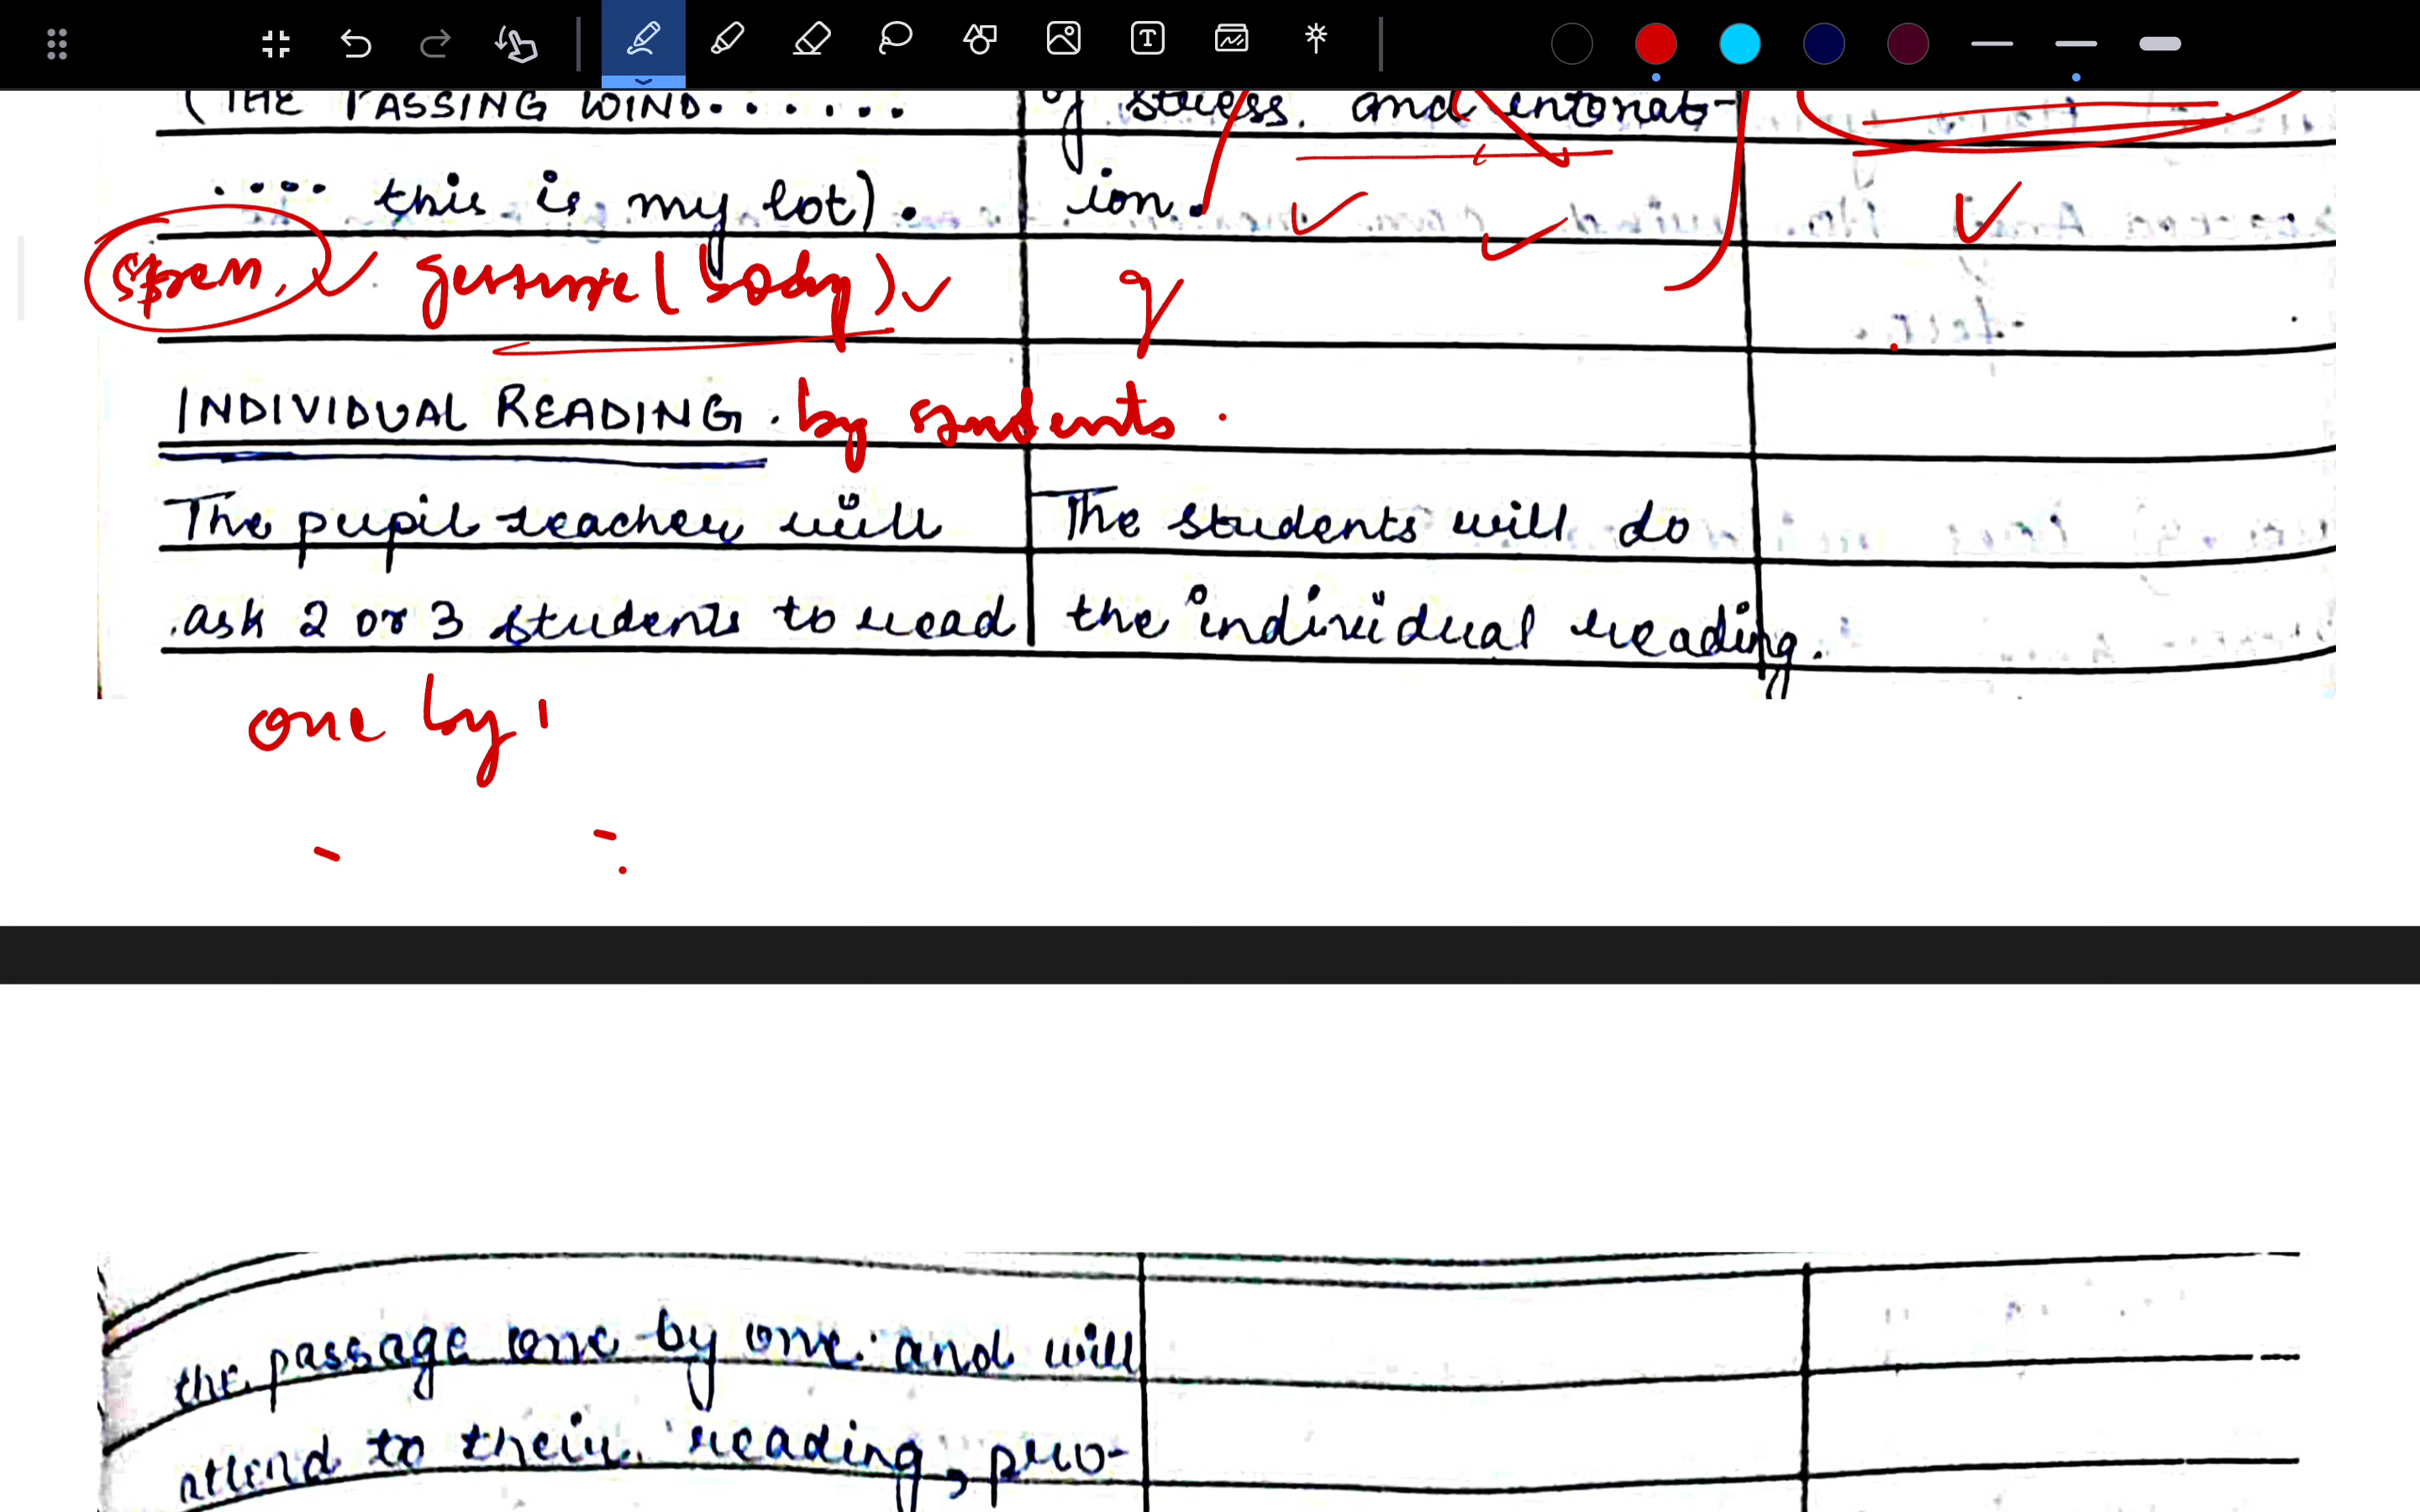 (THE PASSING WIND....... of stress. and intonat-
.... this is my lot). ion.
stress, gesture (body)
INDIVIDUAL READING. by students.
The pupil teacher will The students will do
ask 2 or 3 students to read the individual reading.
one by 1
the passage one by one. and will
attend to their reading, pro-